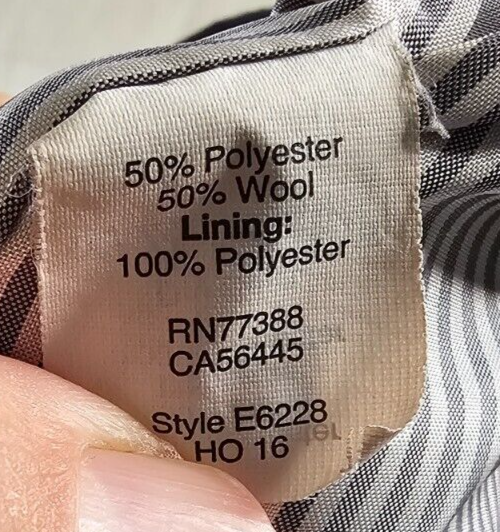 50% Polyester
50% Wool
Lining:
100% Polyester
RN77388
CA56445
Style E6228
HO 16